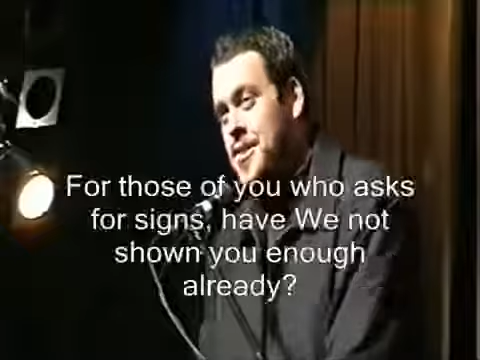 For those of you who asks
for signs, have We not
shown you enough
already?